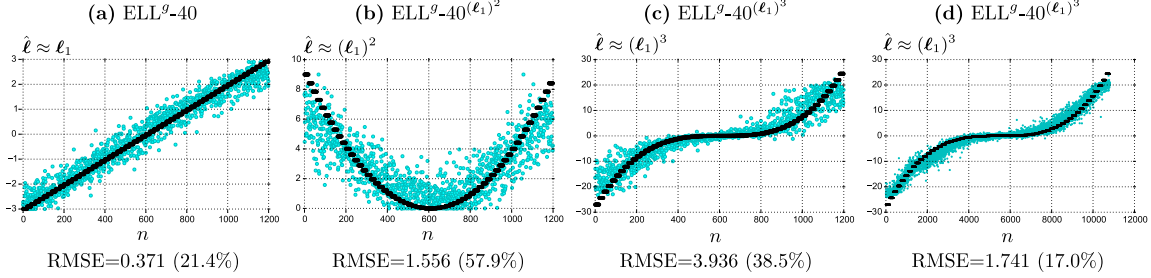 (a) ELLᵍ-40
ℓ̂ ≈ ℓ₁
3
2
1
0
−1
−2
−3
0 200 400 600 800 1000 1200
n
RMSE=0.371 (21.4%)
(b) ELLᵍ-40^(ℓ₁)²
ℓ̂ ≈ (ℓ₁)²
10
8
6
4
2
0
0 200 400 600 800 1000 1200
n
RMSE=1.556 (57.9%)
(c) ELLᵍ-40^(ℓ₁)³
ℓ̂ ≈ (ℓ₁)³
30
20
10
0
−10
−20
−30
0 200 400 600 800 1000 1200
n
RMSE=3.936 (38.5%)
(d) ELLᵍ-40^(ℓ₁)³
ℓ̂ ≈ (ℓ₁)³
30
20
10
0
−10
−20
−30
0 2000 4000 6000 8000 10000 12000
n
RMSE=1.741 (17.0%)